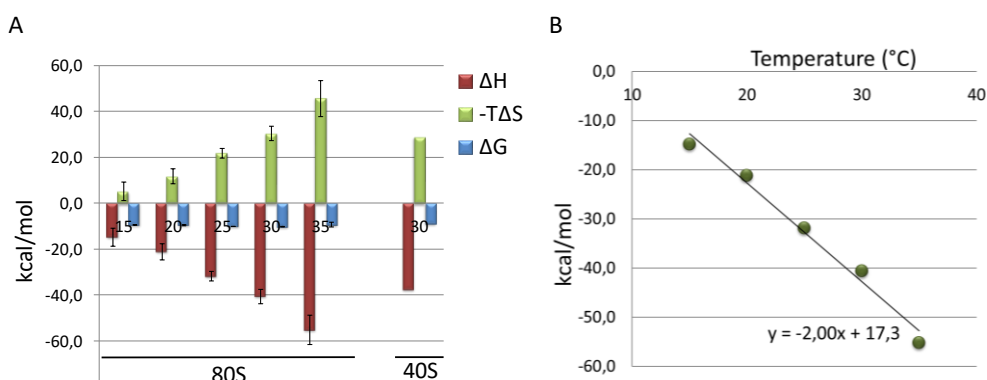 A
60,0
40,0
20,0
0,0
-20,0
-40,0
-60,0
kcal/mol
15 20 25 30 35 30
80S 40S
ΔH
-TΔS
ΔG
B
Temperature (°C)
10 20 30 40
0,0
-10,0
-20,0
-30,0
-40,0
-50,0
-60,0
kcal/mol
y = -2,00x + 17,3